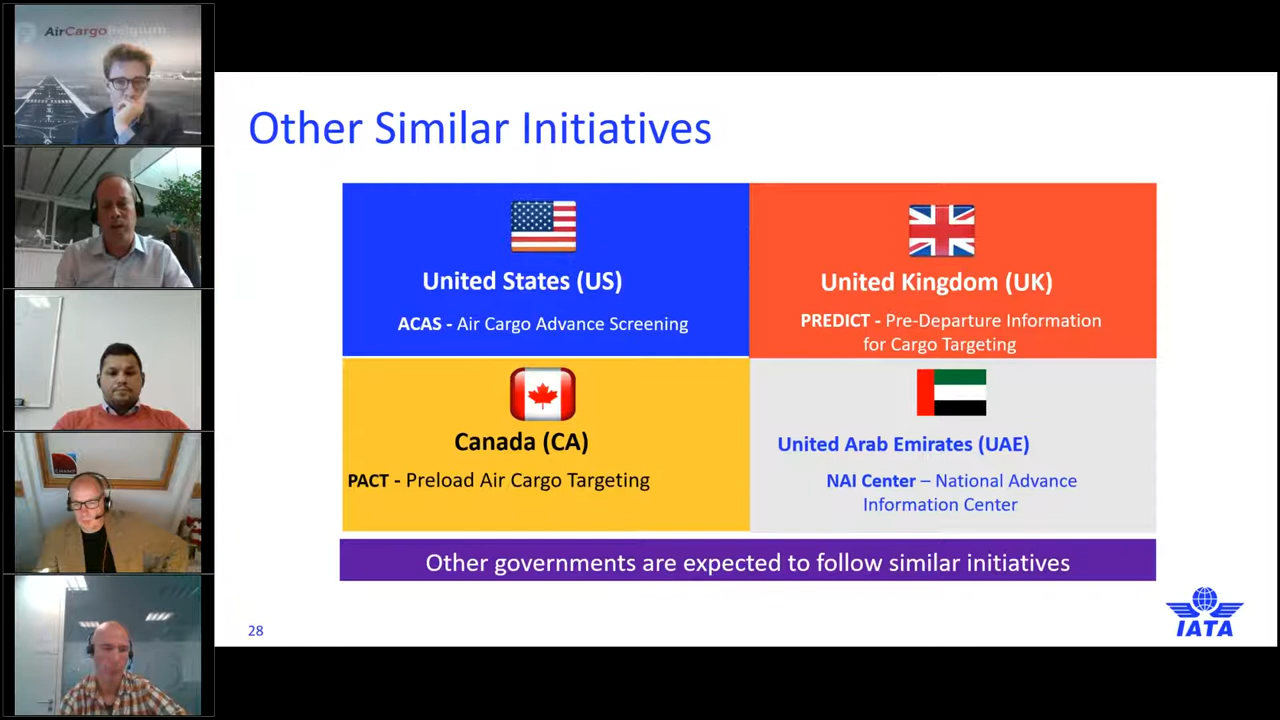 AirCargo Belgium
Other Similar Initiatives
United States (US)
ACAS - Air Cargo Advance Screening
United Kingdom (UK)
PREDICT - Pre-Departure Information
for Cargo Targeting
Canada (CA)
PACT - Preload Air Cargo Targeting
United Arab Emirates (UAE)
NAI Center – National Advance
Information Center
Other governments are expected to follow similar initiatives
28
IATA
CHAMP